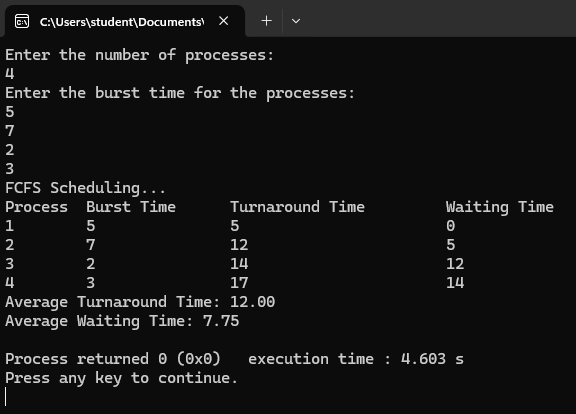 C:\Users\student\Documents\
Enter the number of processes:
4
Enter the burst time for the processes:
5
7
2
3
FCFS Scheduling...
Process  Burst Time      Turnaround Time         Waiting Time
1        5               5                       0
2        7               12                      5
3        2               14                      12
4        3               17                      14
Average Turnaround Time: 12.00
Average Waiting Time: 7.75
Process returned 0 (0x0)   execution time : 4.603 s
Press any key to continue.